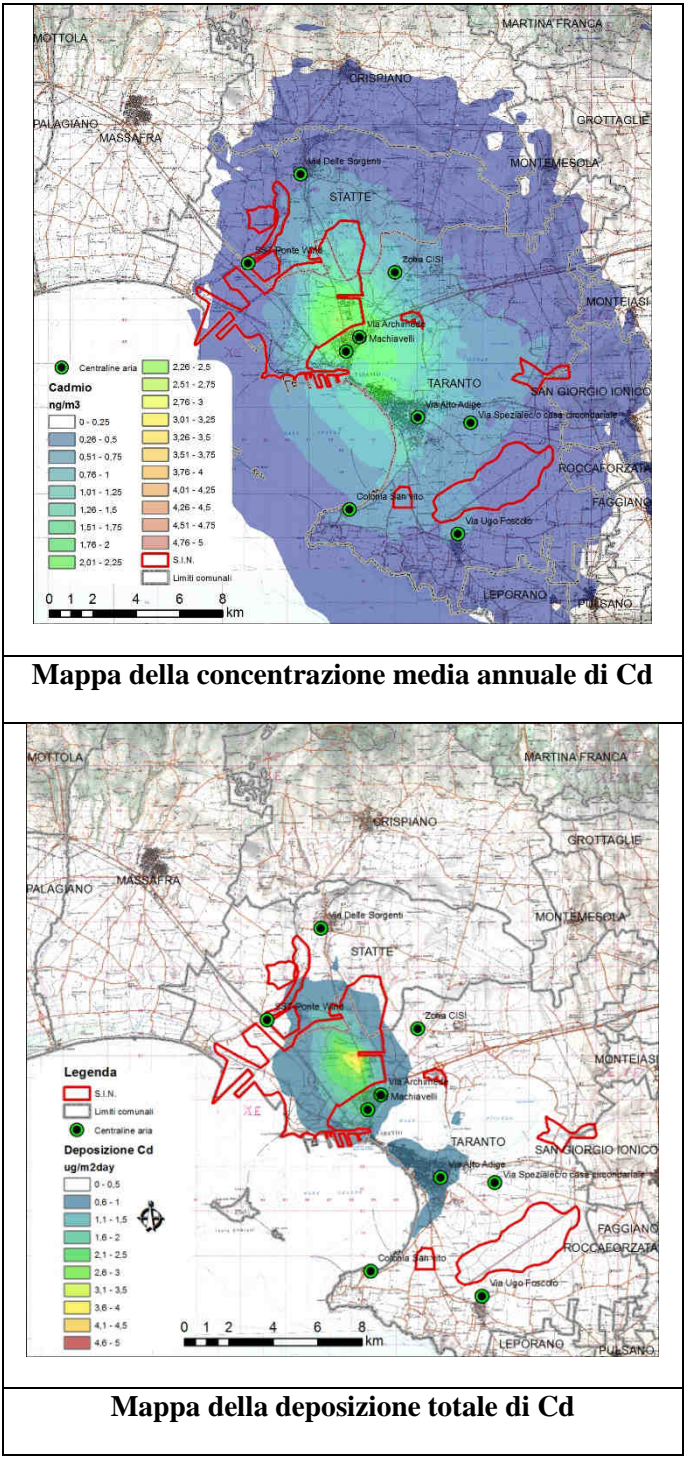 MARTINA FRANCA
MOTTOLA
CRISPIANO
PALAGIANO
MASSAFRA
GROTTAGLIE
MONTEMESOLA
Via Delle Sorgenti
STATTE
SST-Ponte Wind
Zona CISI
MONTEIASI
Via Archimede
Machiavelli
TARANTO
SAN GIORGIO IONICO
Via Alto Adige
Via Speziale c/o casa circondariale
ROCCAFORZATA
FAGGIANO
Colonia San vito
Via Ugo Foscolo
LEPORANO
PULSANO
Centraline aria
Cadmio
ng/m3
0 - 0,25
0,26 - 0,5
0,51 - 0,75
0,76 - 1
1,01 - 1,25
1,26 - 1,5
1,51 - 1,75
1,76 - 2
2,01 - 2,25
2,26 - 2,5
2,51 - 2,75
2,76 - 3
3,01 - 3,25
3,26 - 3,5
3,51 - 3,75
3,76 - 4
4,01 - 4,25
4,26 - 4,5
4,51 - 4,75
4,76 - 5
S.I.N.
Limiti comunali
0 1 2 4 6 8
km
Mappa della concentrazione media annuale di Cd
MOTTOLA
MARTINA FRANCA
CRISPIANO
GROTTAGLIE
MASSAFRA
PALAGIANO
MONTEMESOLA
Via Delle Sorgenti
STATTE
SST-Ponte Wind
Zona CISI
MONTEIASI
Via Archimede
Machiavelli
TARANTO
SAN GIORGIO IONICO
Via Alto Adige
Via Speziale c/o casa circondariale
FAGGIANO
ROCCAFORZATA
Colonia San vito
Via Ugo Foscolo
LEPORANO
PULSANO
Legenda
S.I.N.
Limiti comunali
Centraline aria
Deposizione Cd
ug/m2day
0 - 0,5
0,6 - 1
1,1 - 1,5
1,6 - 2
2,1 - 2,5
2,6 - 3
3,1 - 3,5
3,6 - 4
4,1 - 4,5
4,6 - 5
0 1 2 4 6 8
km
Mappa della deposizione totale di Cd